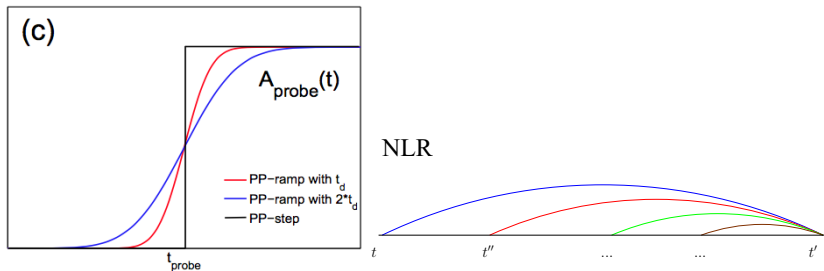 (c)
A_probe(t)
PP-ramp with t_d
PP-ramp with 2*t_d
PP-step
t_probe
NLR
t t'' ... ... t'